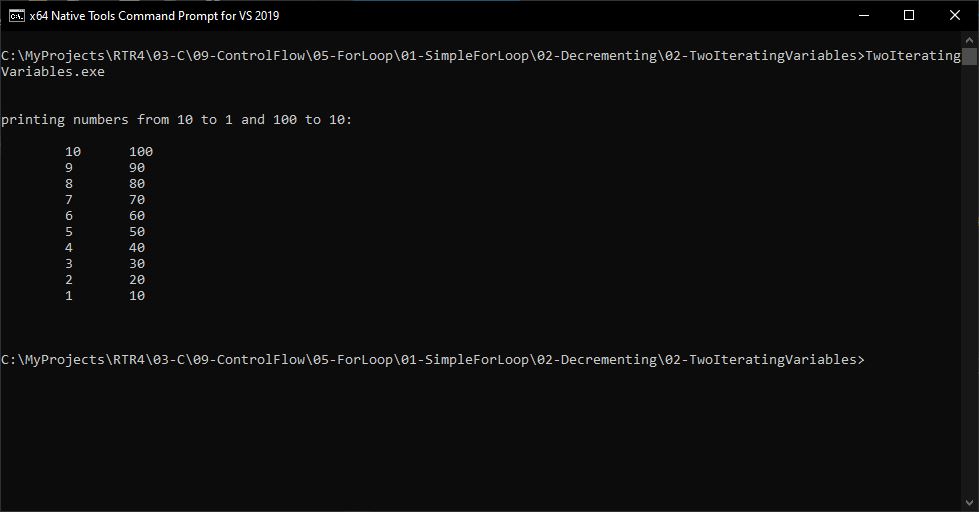 x64 Native Tools Command Prompt for VS 2019
C:\MyProjects\RTR4\03-C\09-ControlFlow\05-ForLoop\01-SimpleForLoop\02-Decrementing\02-TwoIteratingVariables>TwoIterating
Variables.exe
printing numbers from 10 to 1 and 100 to 10:
10 100
9 90
8 80
7 70
6 60
5 50
4 40
3 30
2 20
1 10
C:\MyProjects\RTR4\03-C\09-ControlFlow\05-ForLoop\01-SimpleForLoop\02-Decrementing\02-TwoIteratingVariables>